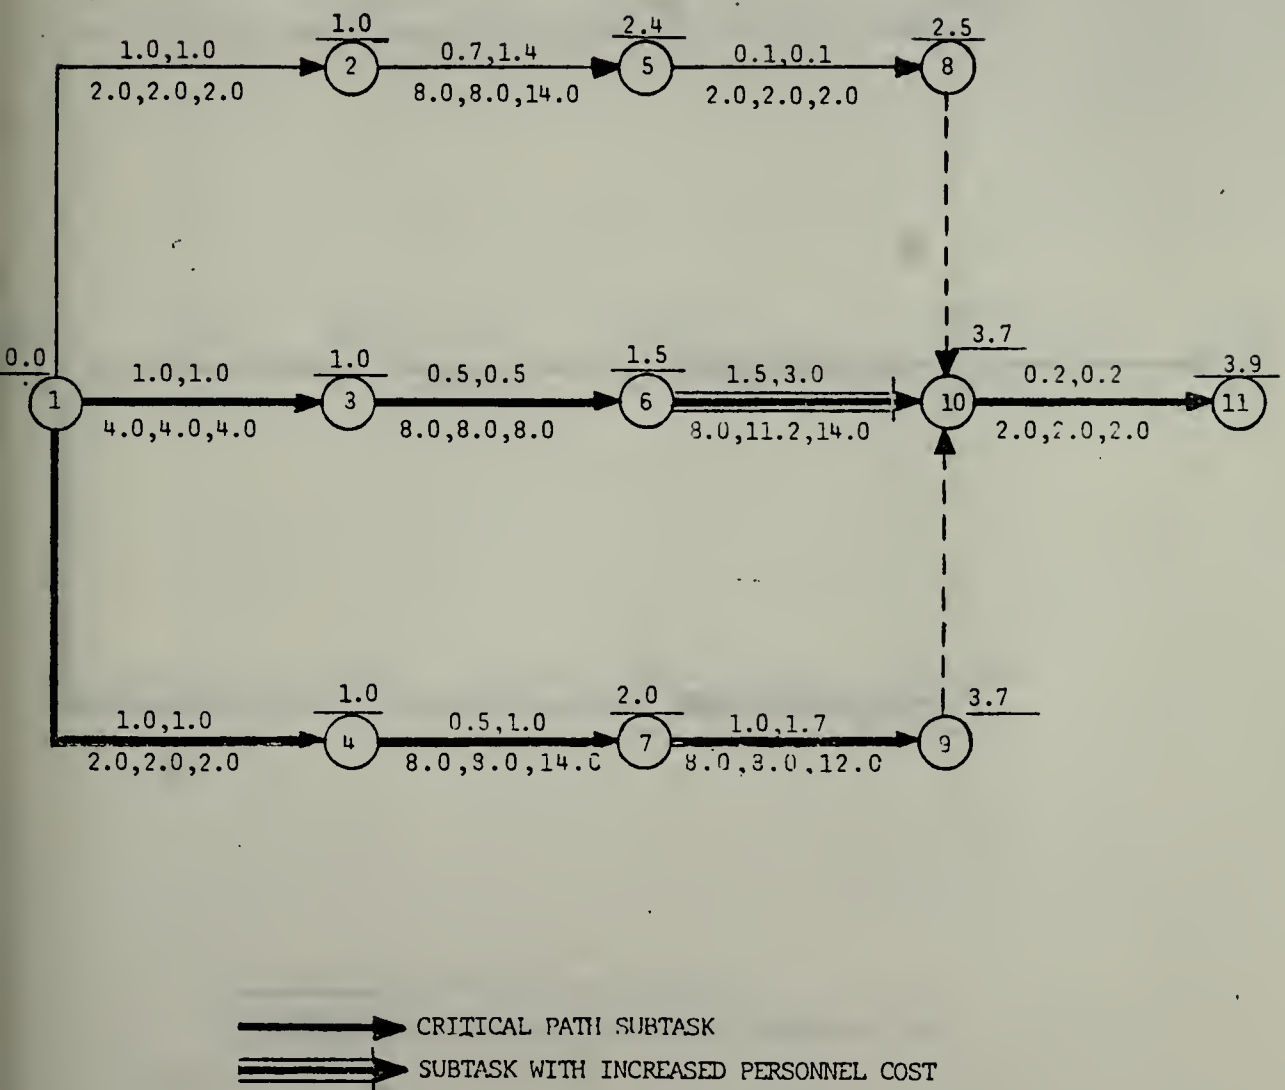 1.0 2.4 2.5
1.0,1.0 0.7,1.4 0.1,0.1
2 5 8
2.0,2.0,2.0 8.0,8.0,14.0 2.0,2.0,2.0
3.7
0.0 1.0 1.5 3.9
1.0,1.0 0.5,0.5 1.5,3.0 0.2,0.2
1 3 6 10 11
4.0,4.0,4.0 8.0,8.0,8.0 8.0,11.2,14.0 2.0,2.0,2.0
1.0 2.0 3.7
1.0,1.0 0.5,1.0 1.0,1.7
4 7 9
2.0,2.0,2.0 8.0,8.0,14.0 8.0,8.0,12.0
CRITICAL PATH SUBTASK
SUBTASK WITH INCREASED PERSONNEL COST